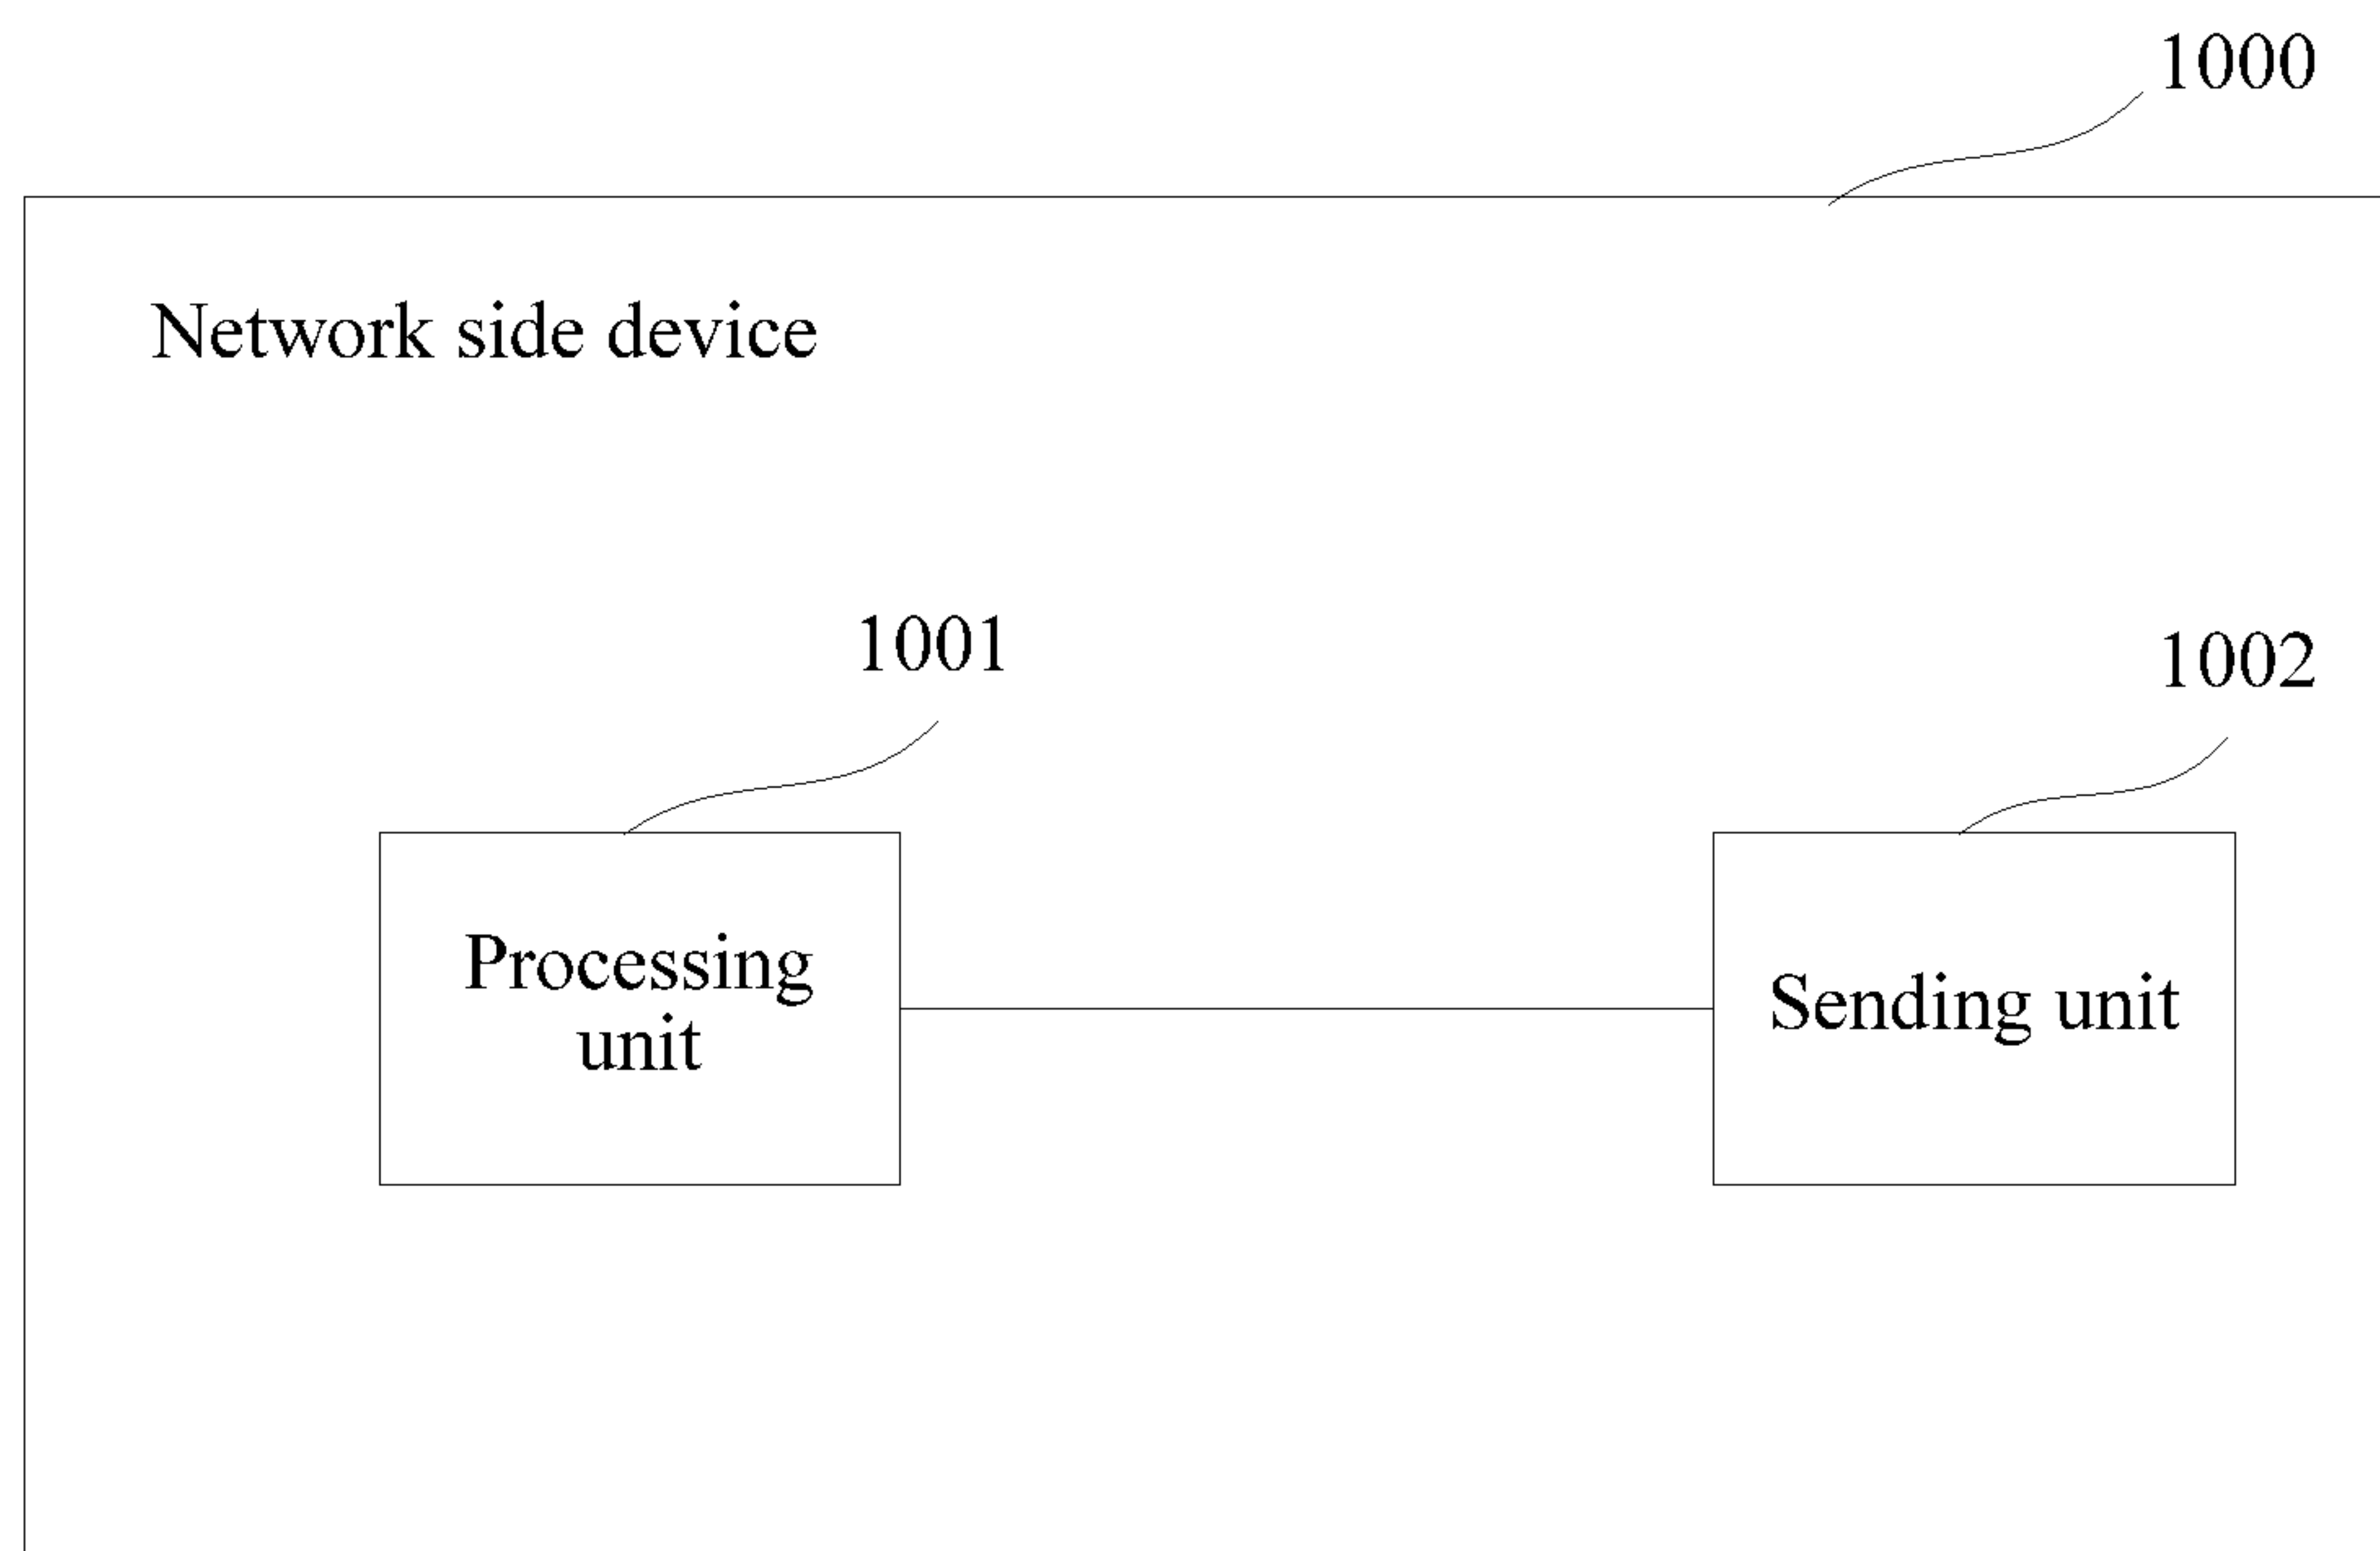 1000
Network side device
1001
1002
Processing
unit
Sending unit